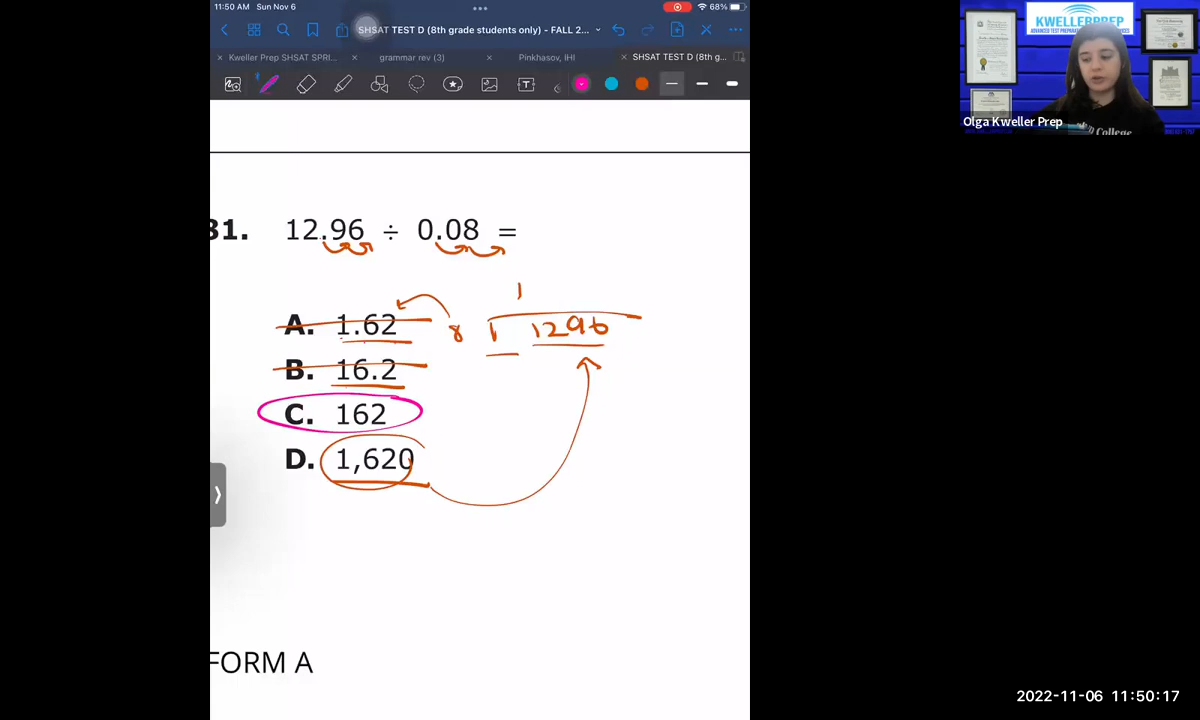 11:50 AM Sun Nov 6
68%
SHSAT TEST D (8th grade students only) - FALL 2...
Kweller Prep SHSAT SPRI...
grammar rev (3)
Pinkhasov, IHI
SHSAT TEST D (8th g...
KWELLERPREP
Olga Kweller Prep
College
31. 12.96 ÷ 0.08 =
1
A. 1.62
8 1296
B. 16.2
C. 162
D. 1,620
FORM A
2022-11-06 11:50:17